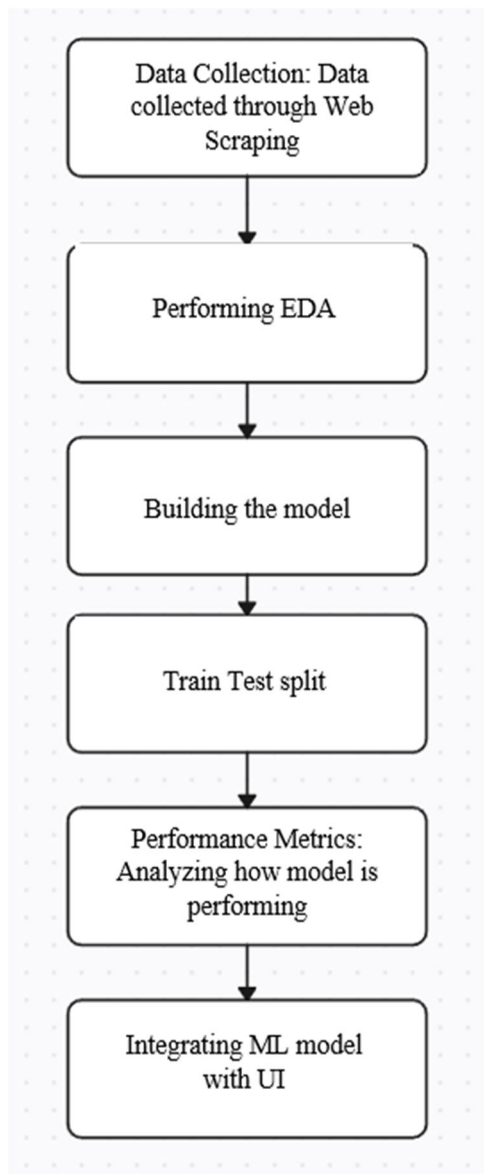 Data Collection: Data
collected through Web
Scraping
Performing EDA
Building the model
Train Test split
Performance Metrics:
Analyzing how model is
performing
Integrating ML model
with UI